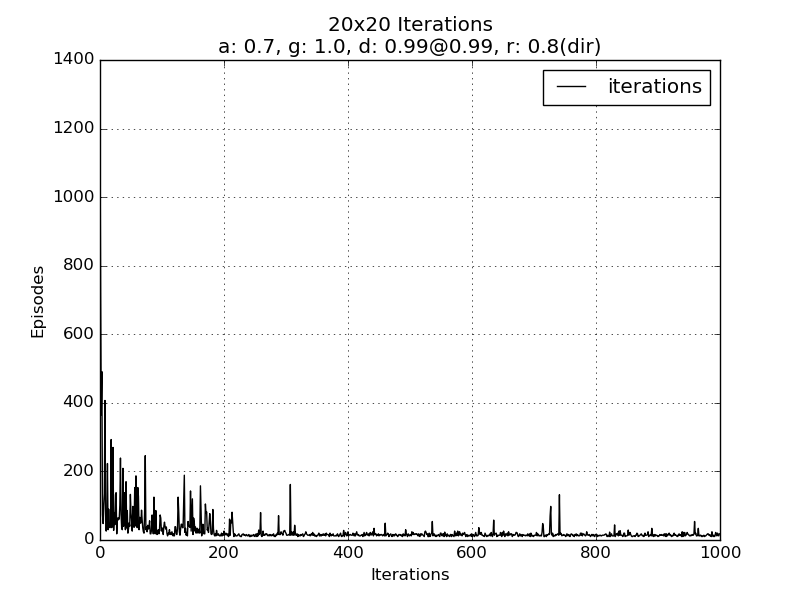 20x20 Iterations
a: 0.7, g: 1.0, d: 0.99@0.99, r: 0.8(dir)
1400
iterations
1200
1000
800
Episodes
600
400
200
0
0 200 400 600 800 1000
Iterations